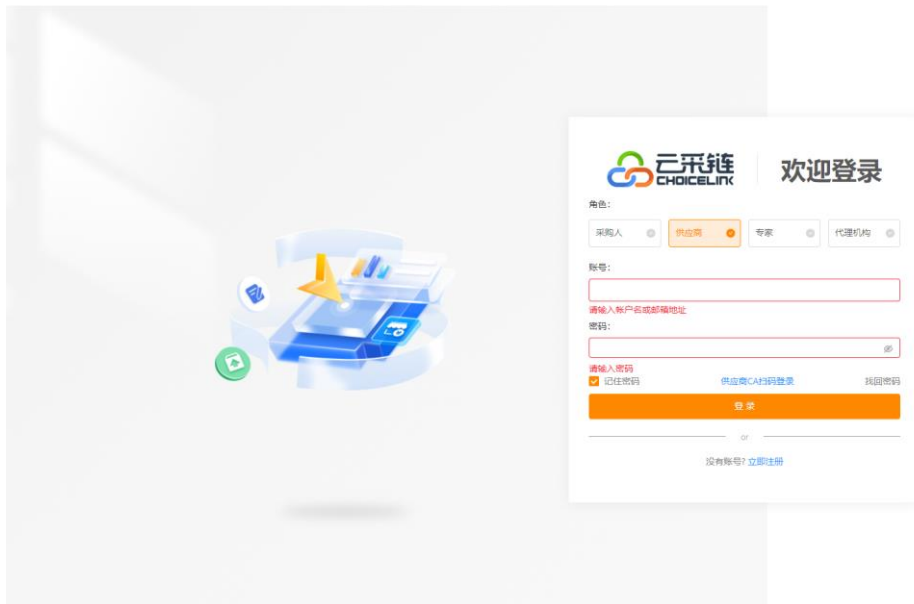 云采链
CHOICELINK
欢迎登录
角色:
采购人 供应商 专家 代理机构
账号:
请输入账户名或邮箱地址
密码:
请输入密码
记住密码 供应商CA扫码登录 找回密码
登 录
or
没有账号? 立即注册